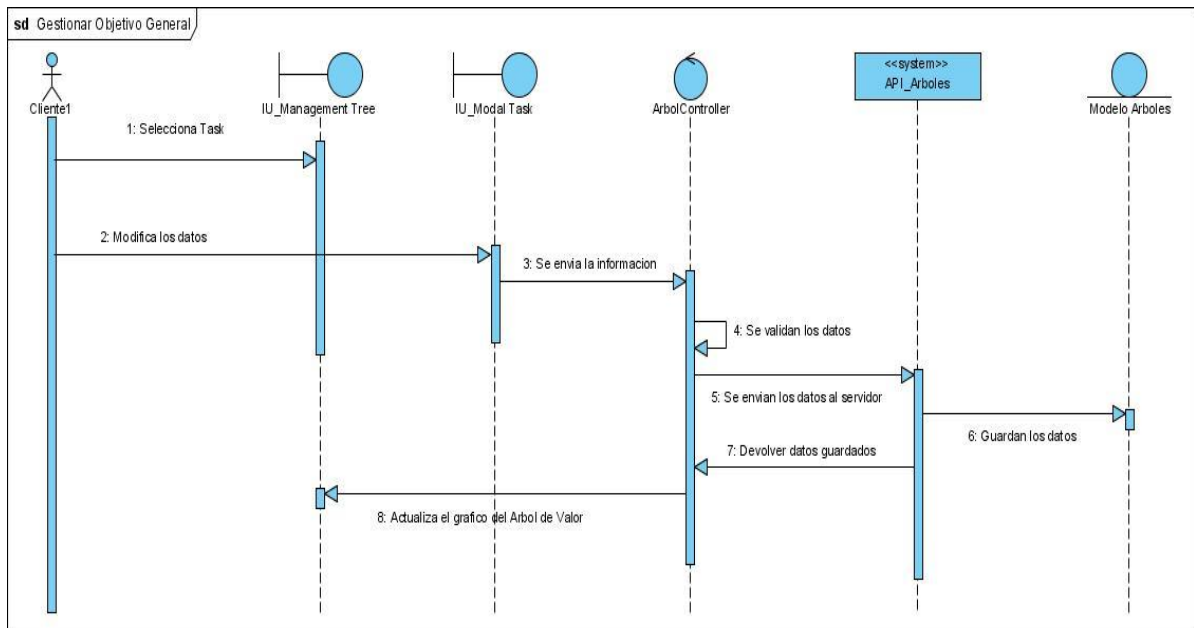 sd Gestionar Objetivo General
<<system>>
API_Arboles
Cliente1
IU_Management Tree
IU_Modal Task
ArbolController
Modelo Arboles
1: Selecciona Task
2: Modifica los datos
3: Se envia la informacion
4: Se validan los datos
5: Se envian los datos al servidor
6: Guardan los datos
7: Devolver datos guardados
8: Actualiza el grafico del Arbol de Valor